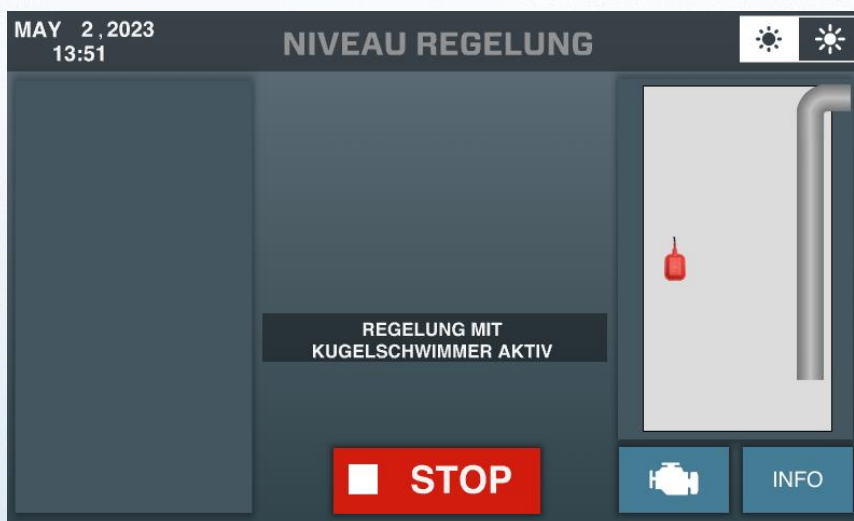 MAY 2,2023
13:51
NIVEAU REGELUNG
REGELUNG MIT
KUGELSCHWIMMER AKTIV
STOP
INFO